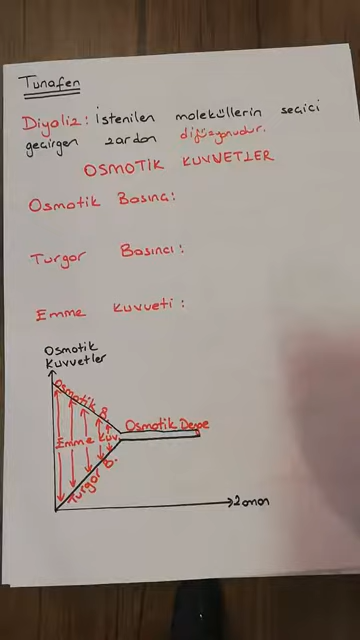 Tunafen
Diyaliz: İstenilen moleküllerin seçici
geçirgen zardan difüzyonudur.
OSMOTİK KUVVETLER
Osmotik Basınç:
Turgor Basıncı:
Emme Kuvveti:
Osmotik
Kuvvetler
Osmotik B.
Osmotik Denge
Emme Kuv.
Turgor B.
Zaman